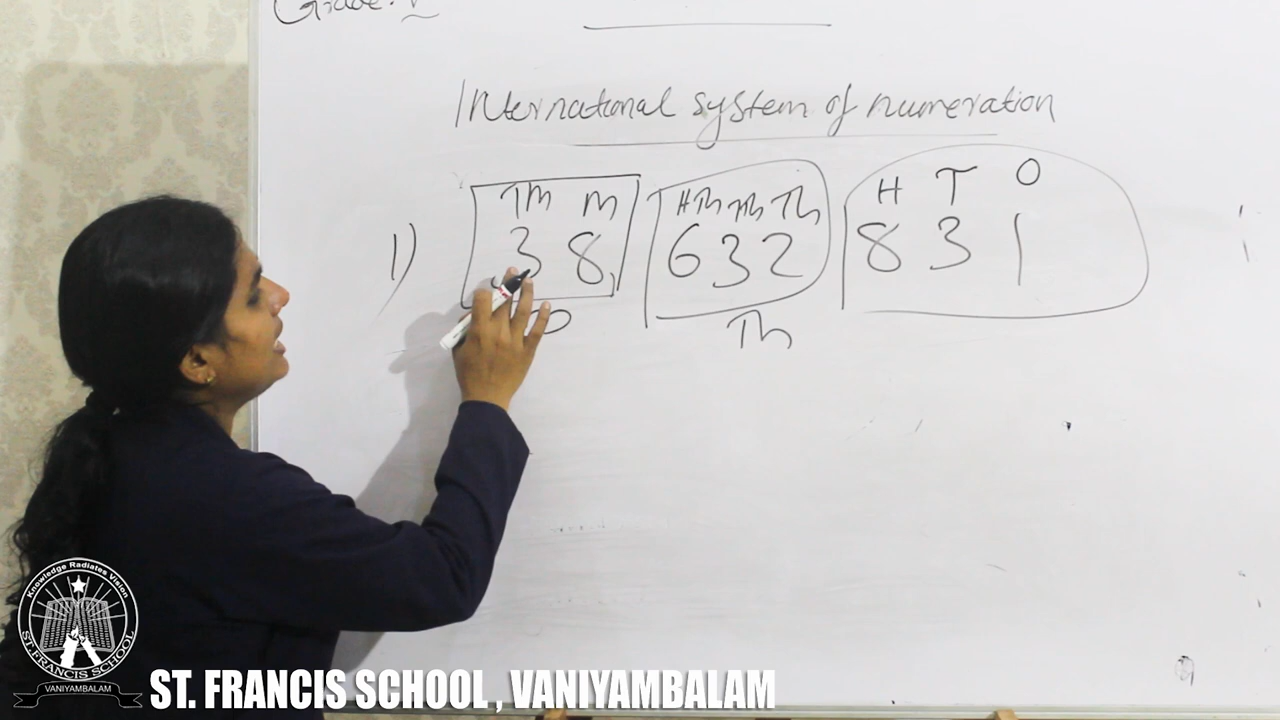 Grade: V
International system of numeration
TM M HTh TTh Th H T O
1) 38, 632 831
Th
Knowledge Radiates Vision
ST. FRANCIS SCHOOL
VANIYAMBALAM
ST. FRANCIS SCHOOL , VANIYAMBALAM